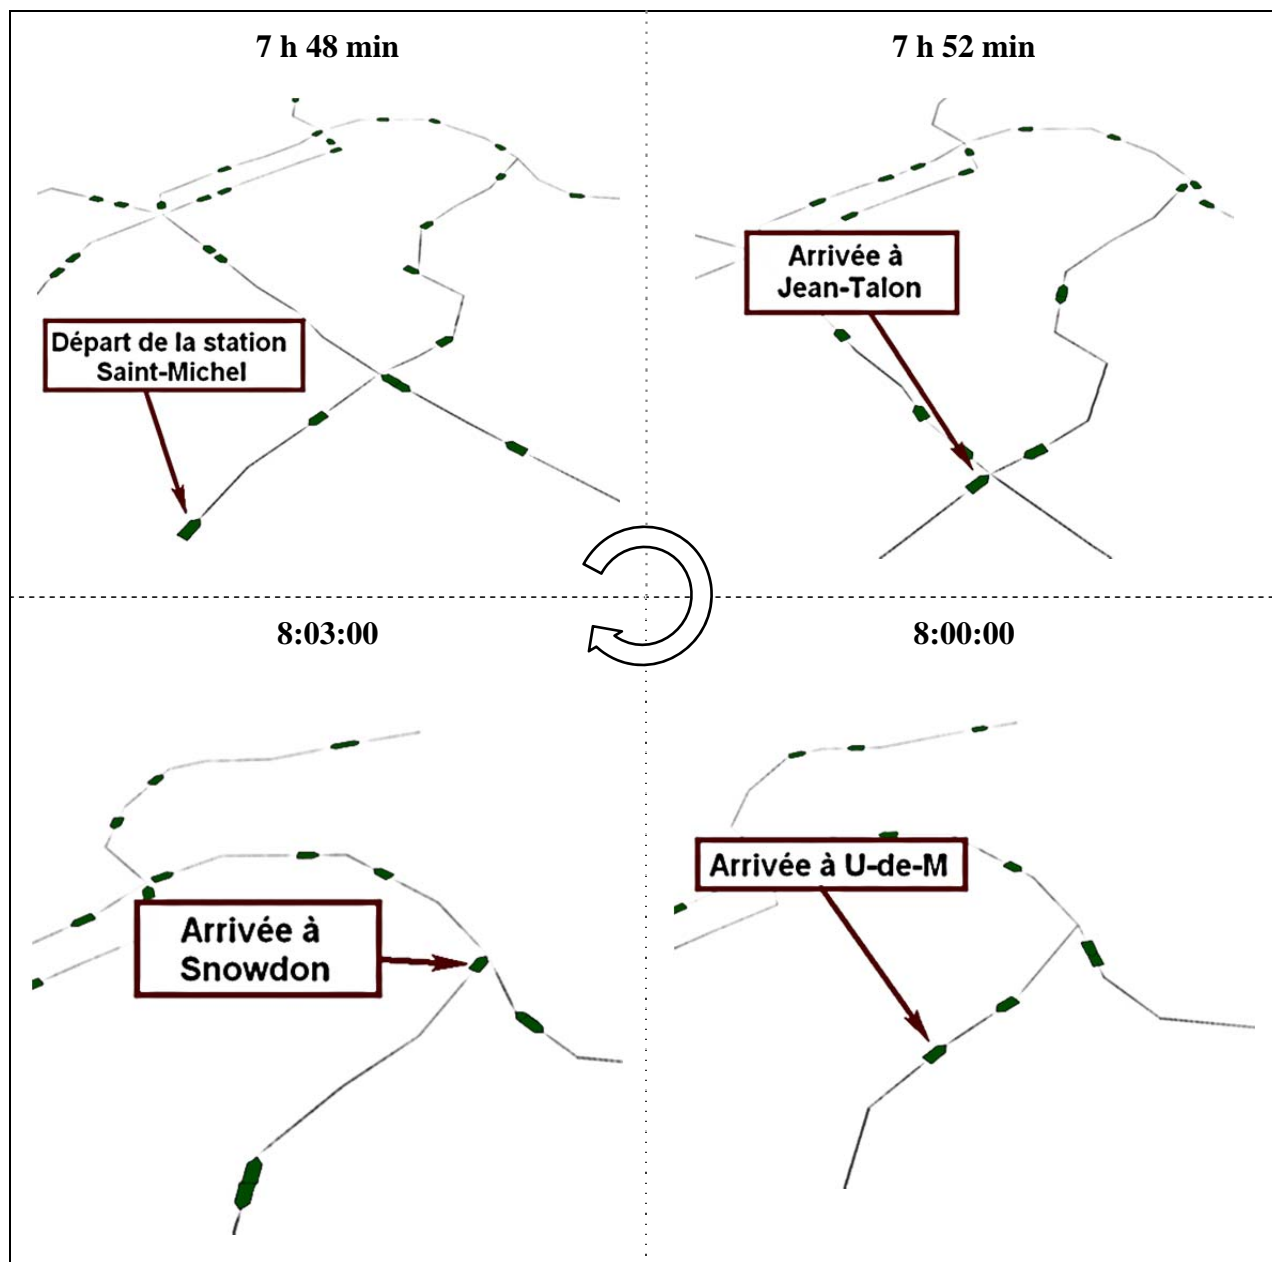 7 h 48 min
7 h 52 min
Départ de la station
Saint-Michel
Arrivée à
Jean-Talon
8:03:00
8:00:00
Arrivée à
Snowdon
Arrivée à U-de-M